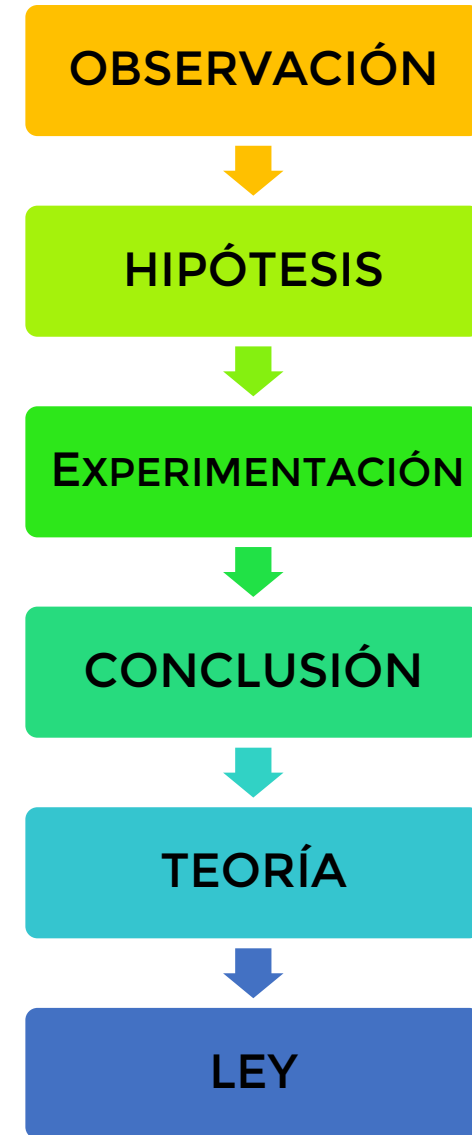 OBSERVACIÓN
HIPÓTESIS
EXPERIMENTACIÓN
CONCLUSIÓN
TEORÍA
LEY